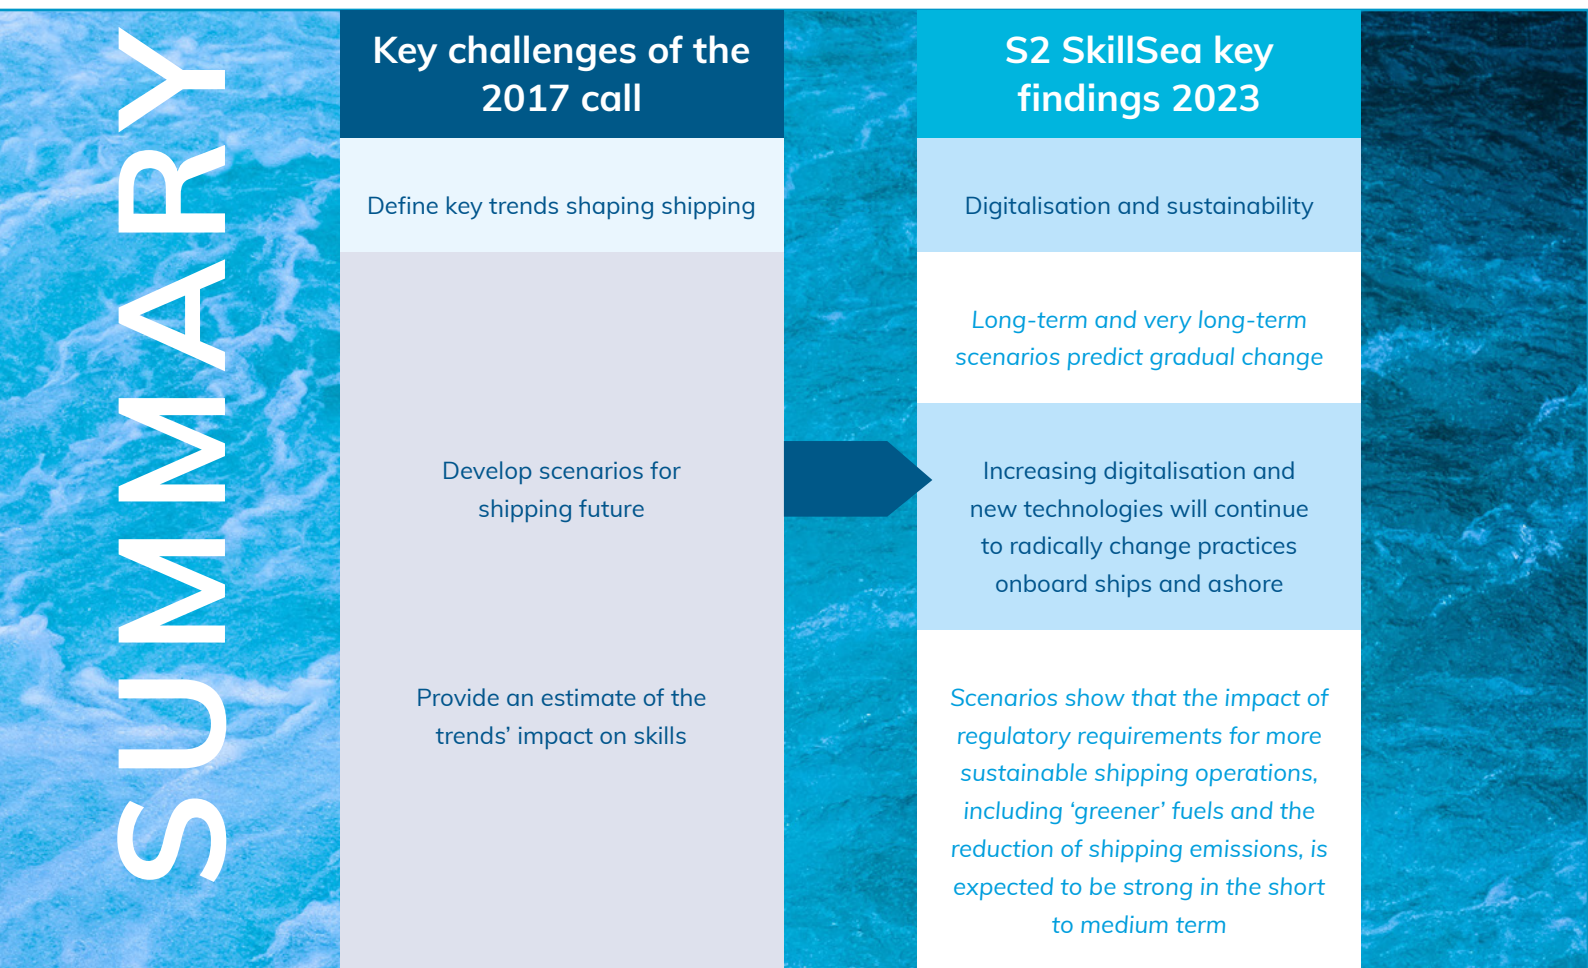 SUMMARY
Key challenges of the
2017 call
Define key trends shaping shipping
Develop scenarios for
shipping future
Provide an estimate of the
trends’ impact on skills
S2 SkillSea key
findings 2023
Digitalisation and sustainability
Long-term and very long-term
scenarios predict gradual change
Increasing digitalisation and
new technologies will continue
to radically change practices
onboard ships and ashore
Scenarios show that the impact of
regulatory requirements for more
sustainable shipping operations,
including ‘greener’ fuels and the
reduction of shipping emissions, is
expected to be strong in the short
to medium term